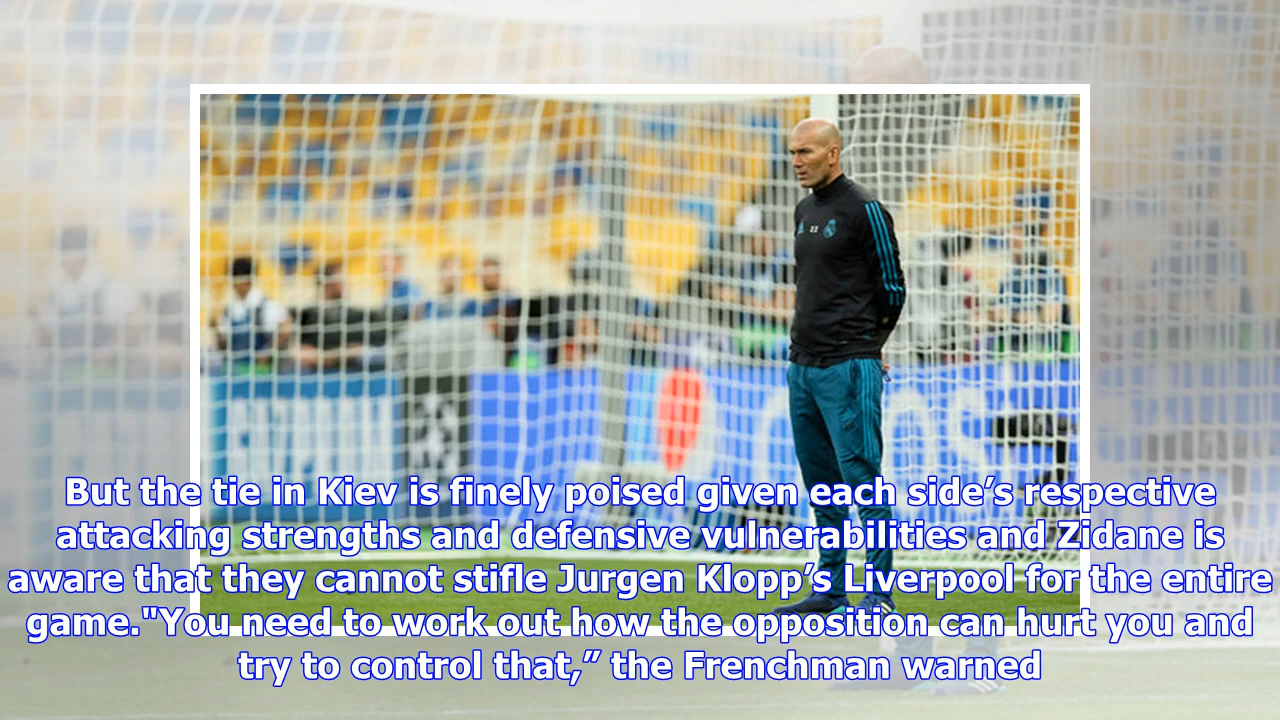 But the tie in Kiev is finely poised given each side’s respective
attacking strengths and defensive vulnerabilities and Zidane is
aware that they cannot stifle Jurgen Klopp’s Liverpool for the entire
game."You need to work out how the opposition can hurt you and
try to control that,” the Frenchman warned